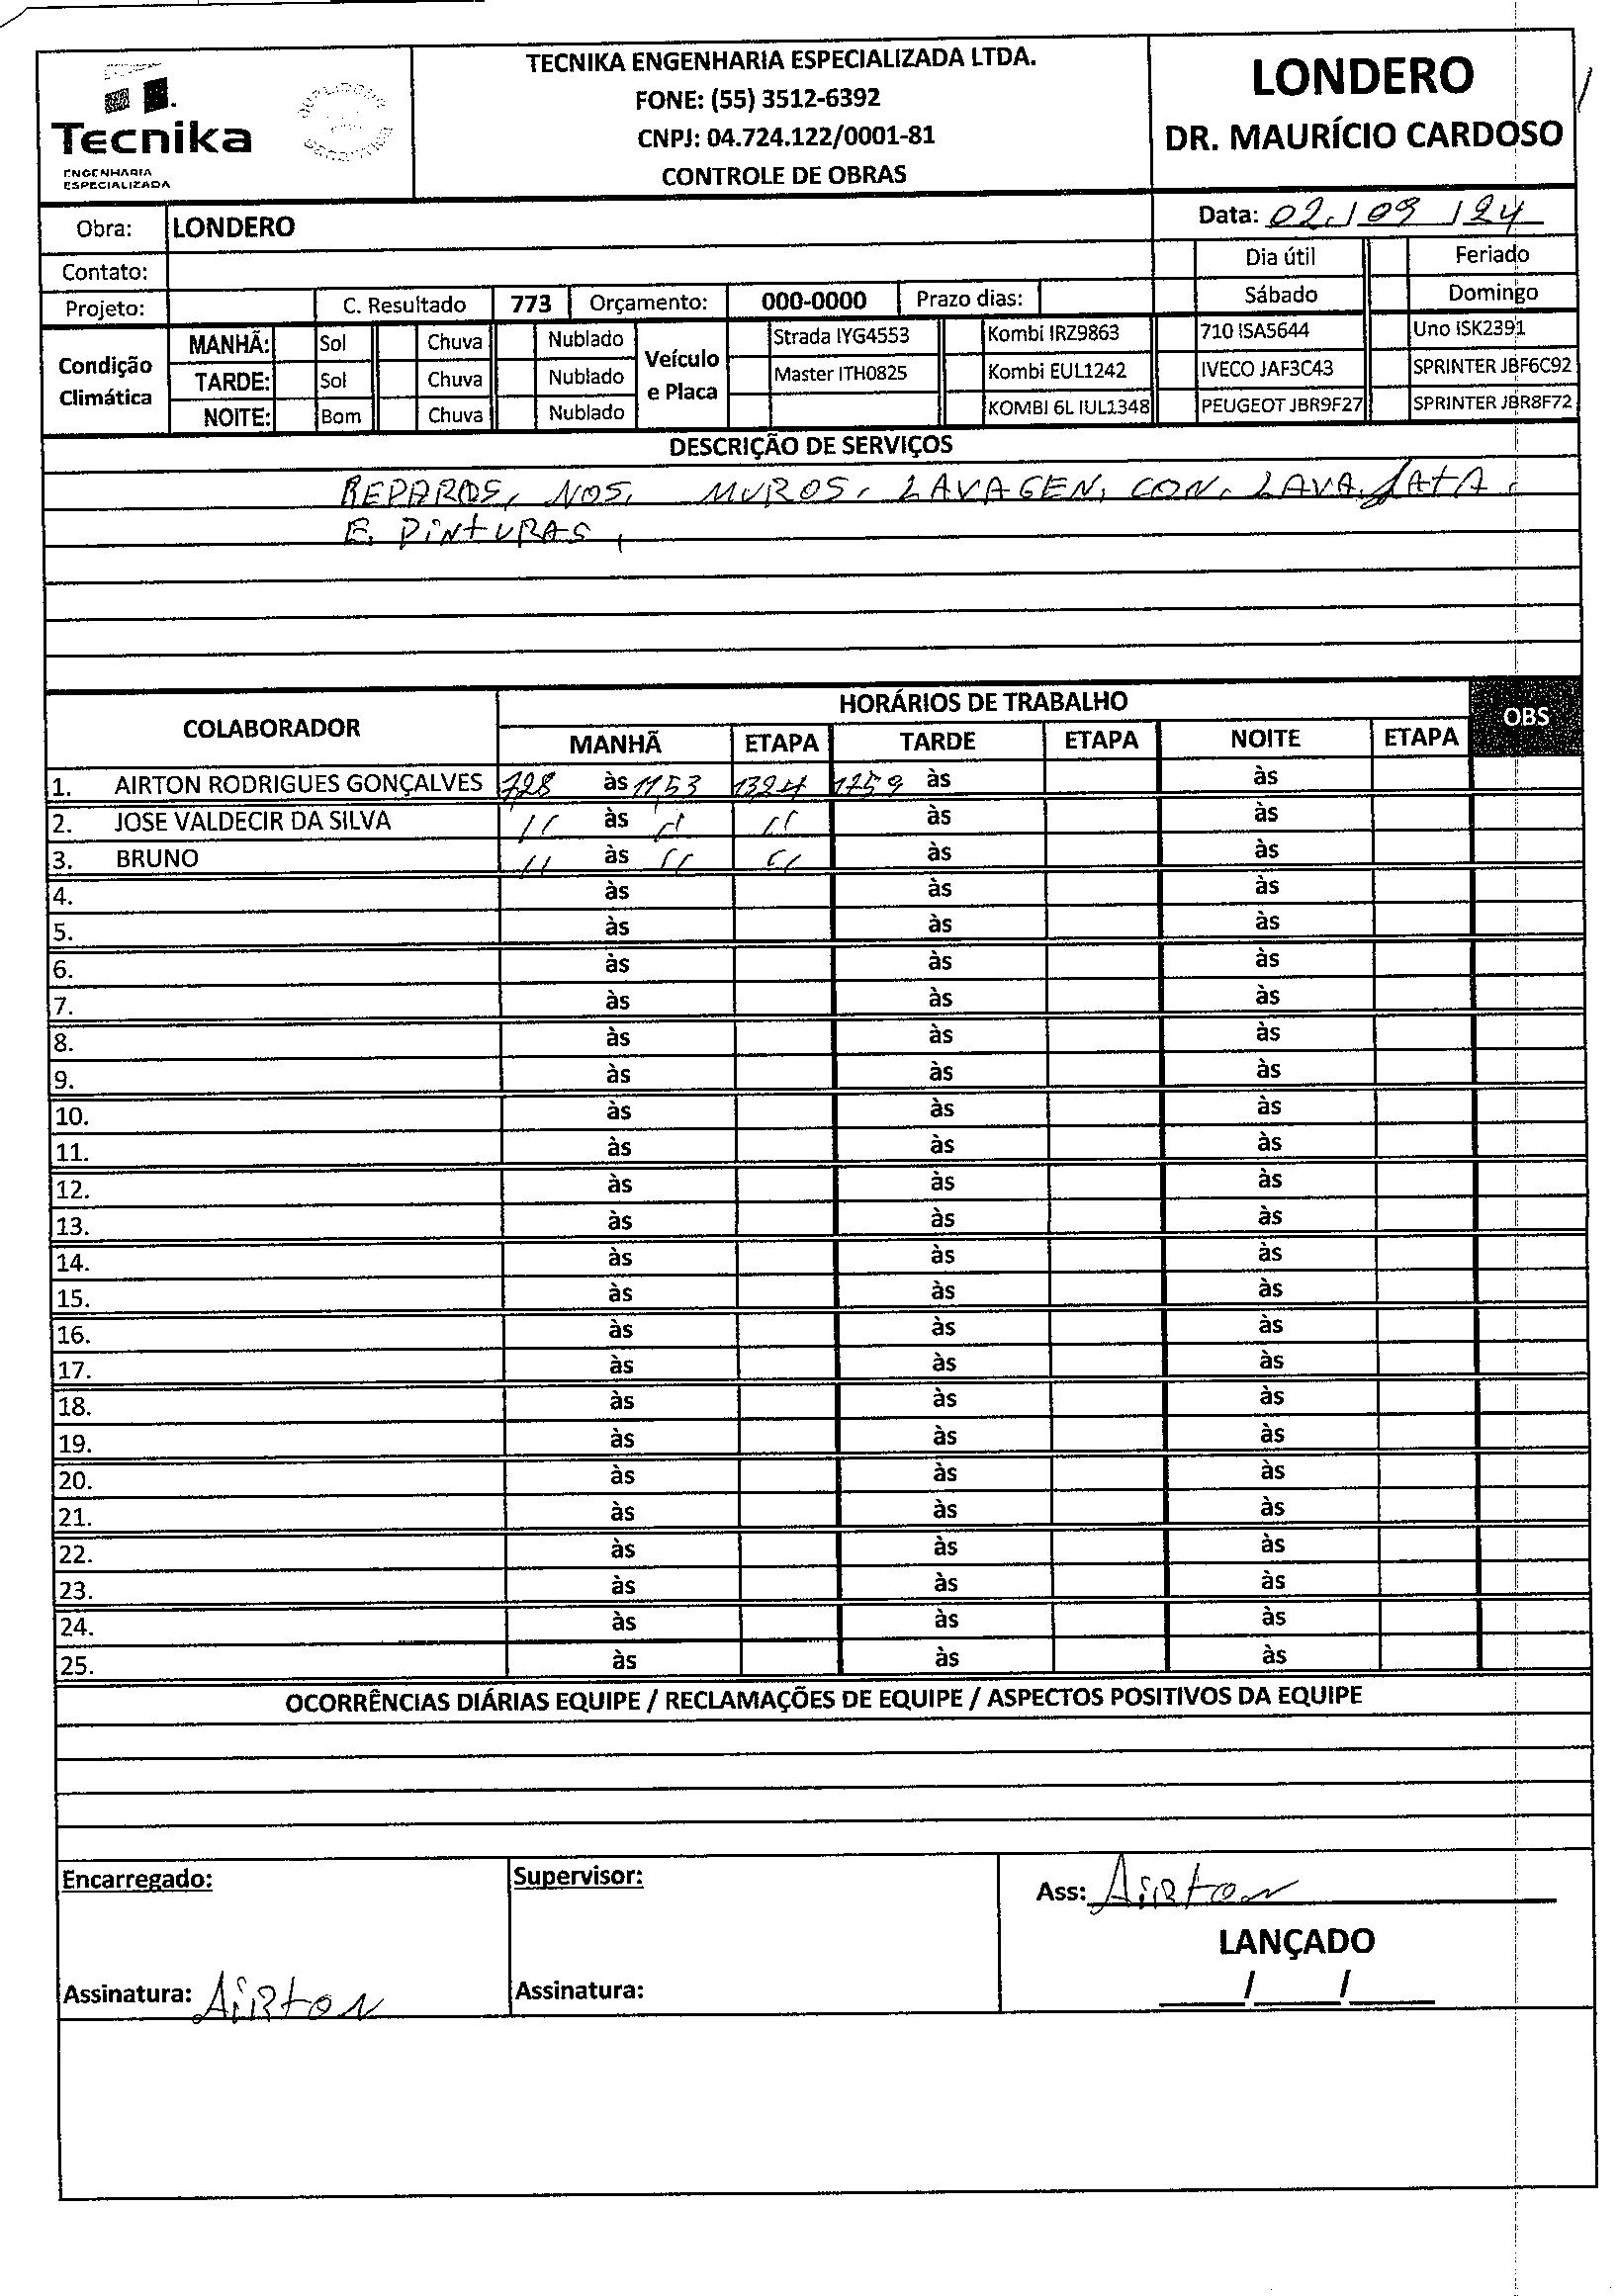 Tecnika
ENGENHARIA
ESPECIALIZADA
TECNIKA ENGENHARIA ESPECIALIZADA LTDA.
FONE: (55) 3512-6392
CNPJ: 04.724.122/0001-81
CONTROLE DE OBRAS
LONDERO
DR. MAURÍCIO CARDOSO
Obra: LONDERO
Data: 02/09/24
Contato:
Dia útil Feriado
Projeto: C. Resultado 773 Orçamento: 000-0000 Prazo dias: Sábado Domingo
Condição Climática
MANHÃ: Sol Chuva Nublado
TARDE: Sol Chuva Nublado
NOITE: Bom Chuva Nublado
Veículo e Placa
Strada IYG4553 Kombi IRZ9863 710 ISA5644 Uno ISK2391
Master ITH0825 Kombi EUL1242 IVECO JAF3C43 SPRINTER JBF6C92
KOMBI 6L IUL1348 PEUGEOT JBR9F27 SPRINTER JBR8F72
DESCRIÇÃO DE SERVIÇOS
REPAROS, NOS, MUROS, LAVAGEN, CON, LAVA JATA.
E. PiNtURAS,
COLABORADOR HORÁRIOS DE TRABALHO OBS
MANHÃ ETAPA TARDE ETAPA NOITE ETAPA
1. AIRTON RODRIGUES GONÇALVES 728 às 1153 1324 1759 às às
2. JOSE VALDECIR DA SILVA 11 às 11 11 às às
3. BRUNO 11 às 11 11 às às
4. às às às
5. às às às
6. às às às
7. às às às
8. às às às
9. às às às
10. às às às
11. às às às
12. às às às
13. às às às
14. às às às
15. às às às
16. às às às
17. às às às
18. às às às
19. às às às
20. às às às
21. às às às
22. às às às
23. às às às
24. às às às
25. às às às
OCORRÊNCIAS DIÁRIAS EQUIPE / RECLAMAÇÕES DE EQUIPE / ASPECTOS POSITIVOS DA EQUIPE
Encarregado:
Assinatura: AiRtoN
Supervisor:
Assinatura:
Ass: AiRton
LANÇADO
___/___/___